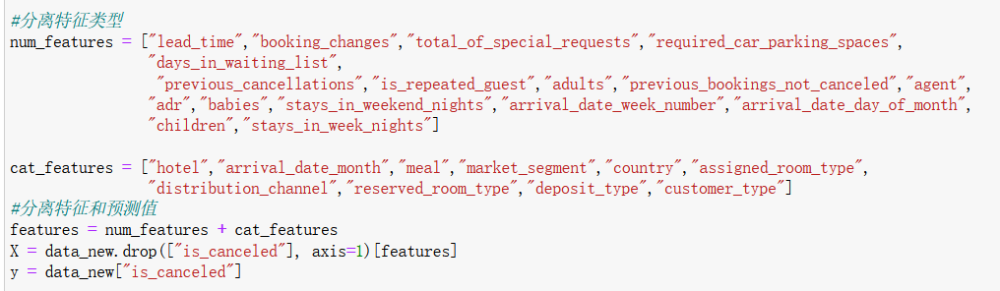 #分离特征类型
num_features = ["lead_time","booking_changes","total_of_special_requests","required_car_parking_spaces",
"days_in_waiting_list",
"previous_cancellations","is_repeated_guest","adults","previous_bookings_not_canceled","agent",
"adr","babies","stays_in_weekend_nights","arrival_date_week_number","arrival_date_day_of_month",
"children","stays_in_week_nights"]
cat_features = ["hotel","arrival_date_month","meal","market_segment","country","assigned_room_type",
"distribution_channel","reserved_room_type","deposit_type","customer_type"]
#分离特征和预测值
features = num_features + cat_features
X = data_new.drop(["is_canceled"], axis=1)[features]
y = data_new["is_canceled"]